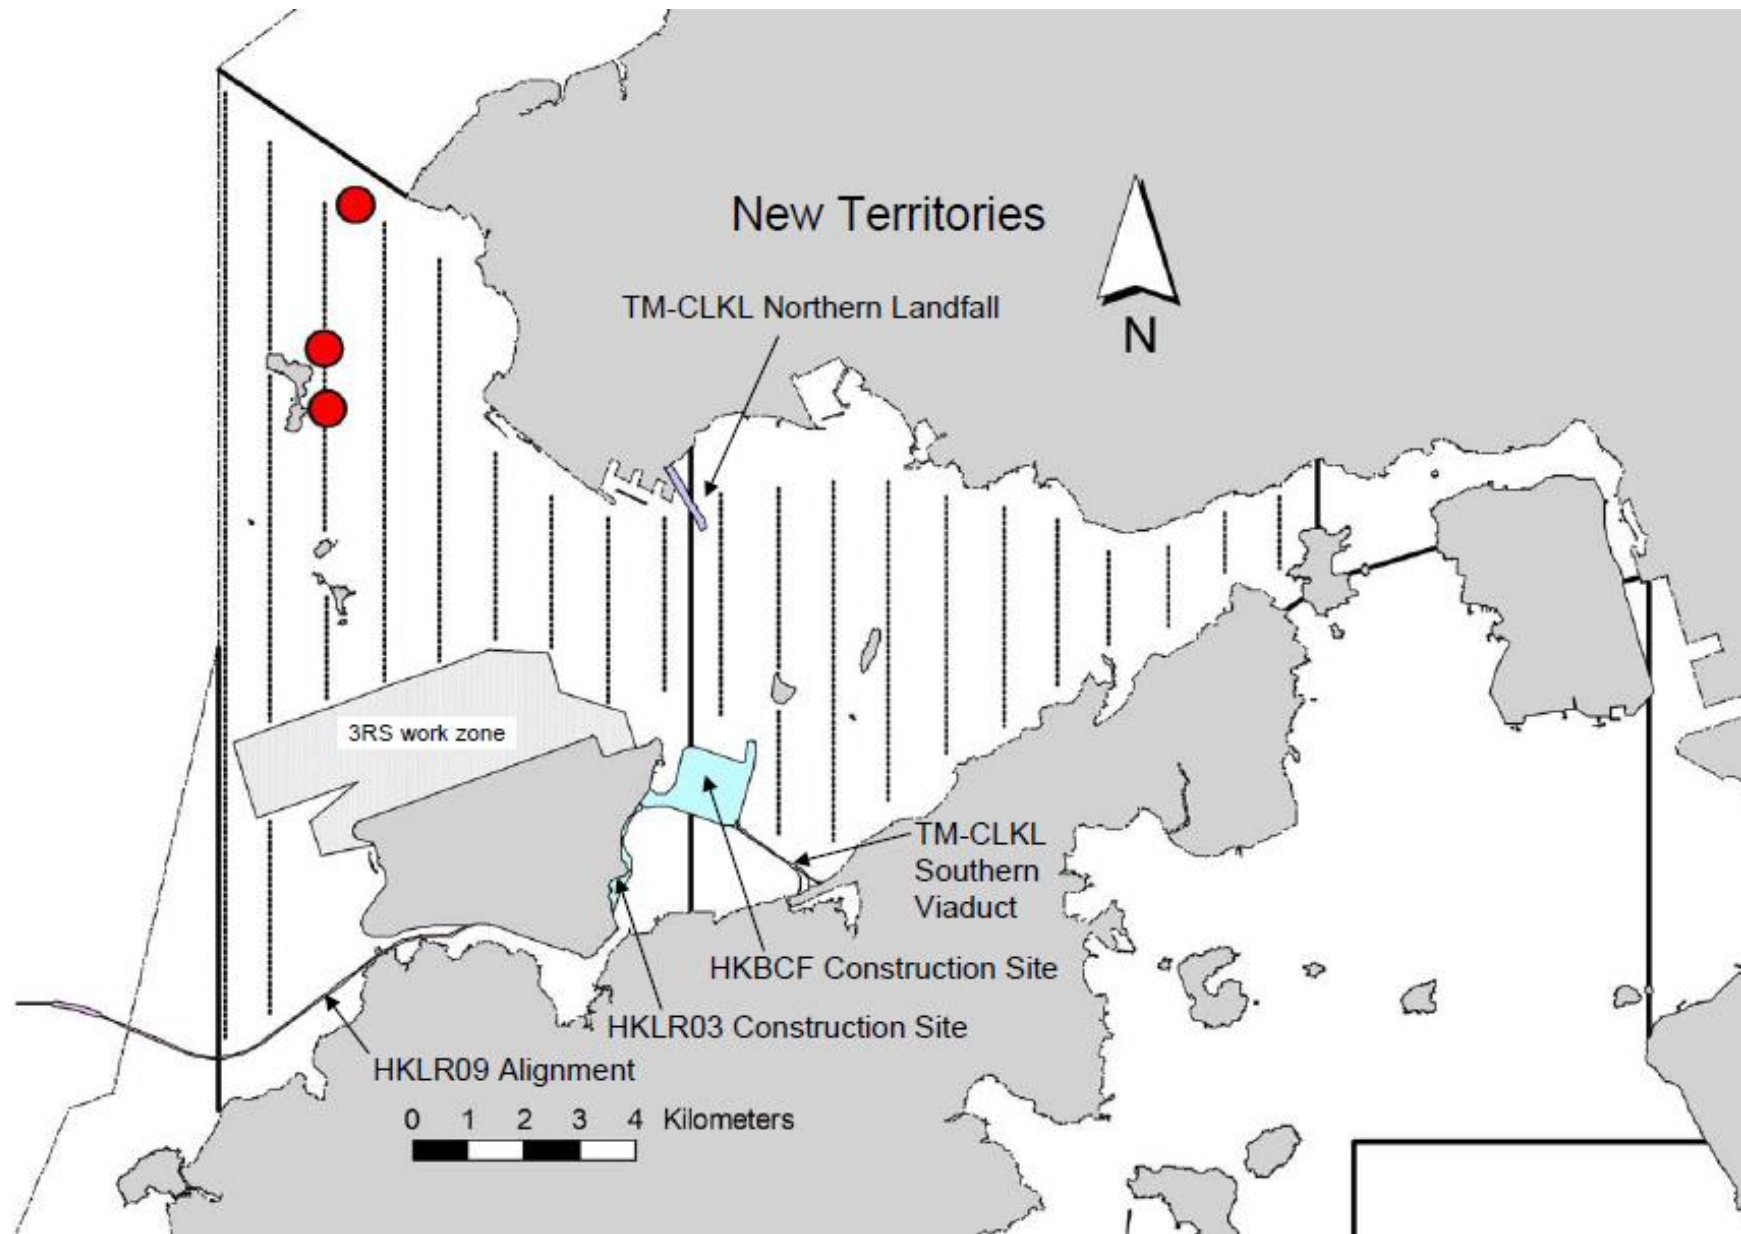 New Territories
N
TM-CLKL Northern Landfall
3RS work zone
TM-CLKL
Southern
Viaduct
HKBCF Construction Site
HKLR03 Construction Site
HKLR09 Alignment
0 1 2 3 4 Kilometers